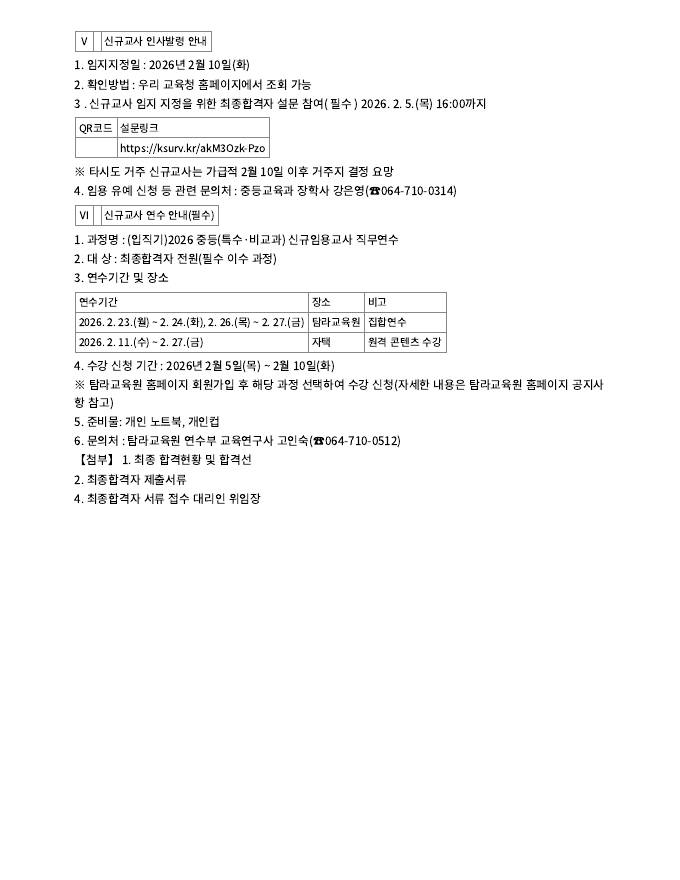 Ⅴ 신규교사 인사발령 안내
1. 임지지정일 : 2026년 2월 10일(화)
2. 확인방법 : 우리 교육청 홈페이지에서 조회 가능
3 . 신규교사 임지 지정을 위한 최종합격자 설문 참여( 필수 ) 2026. 2. 5.(목) 16:00까지
QR코드 설문링크
https://ksurv.kr/akM3Ozk-Pzo
※ 타시도 거주 신규교사는 가급적 2월 10일 이후 거주지 결정 요망
4. 임용 유예 신청 등 관련 문의처 : 중등교육과 장학사 강은영(☎064-710-0314)
Ⅵ 신규교사 연수 안내(필수)
1. 과정명 : (입직기)2026 중등(특수·비교과) 신규임용교사 직무연수
2. 대 상 : 최종합격자 전원(필수 이수 과정)
3. 연수기간 및 장소
연수기간 장소 비고
2026. 2. 23.(월) ~ 2. 24.(화), 2. 26.(목) ~ 2. 27.(금) 탐라교육원 집합연수
2026. 2. 11.(수) ~ 2. 27.(금) 자택 원격 콘텐츠 수강
4. 수강 신청 기간 : 2026년 2월 5일(목) ~ 2월 10일(화)
※ 탐라교육원 홈페이지 회원가입 후 해당 과정 선택하여 수강 신청(자세한 내용은 탐라교육원 홈페이지 공지사
항 참고)
5. 준비물: 개인 노트북, 개인컵
6. 문의처 : 탐라교육원 연수부 교육연구사 고인숙(☎064-710-0512)
【첨부】 1. 최종 합격현황 및 합격선
2. 최종합격자 제출서류
4. 최종합격자 서류 접수 대리인 위임장